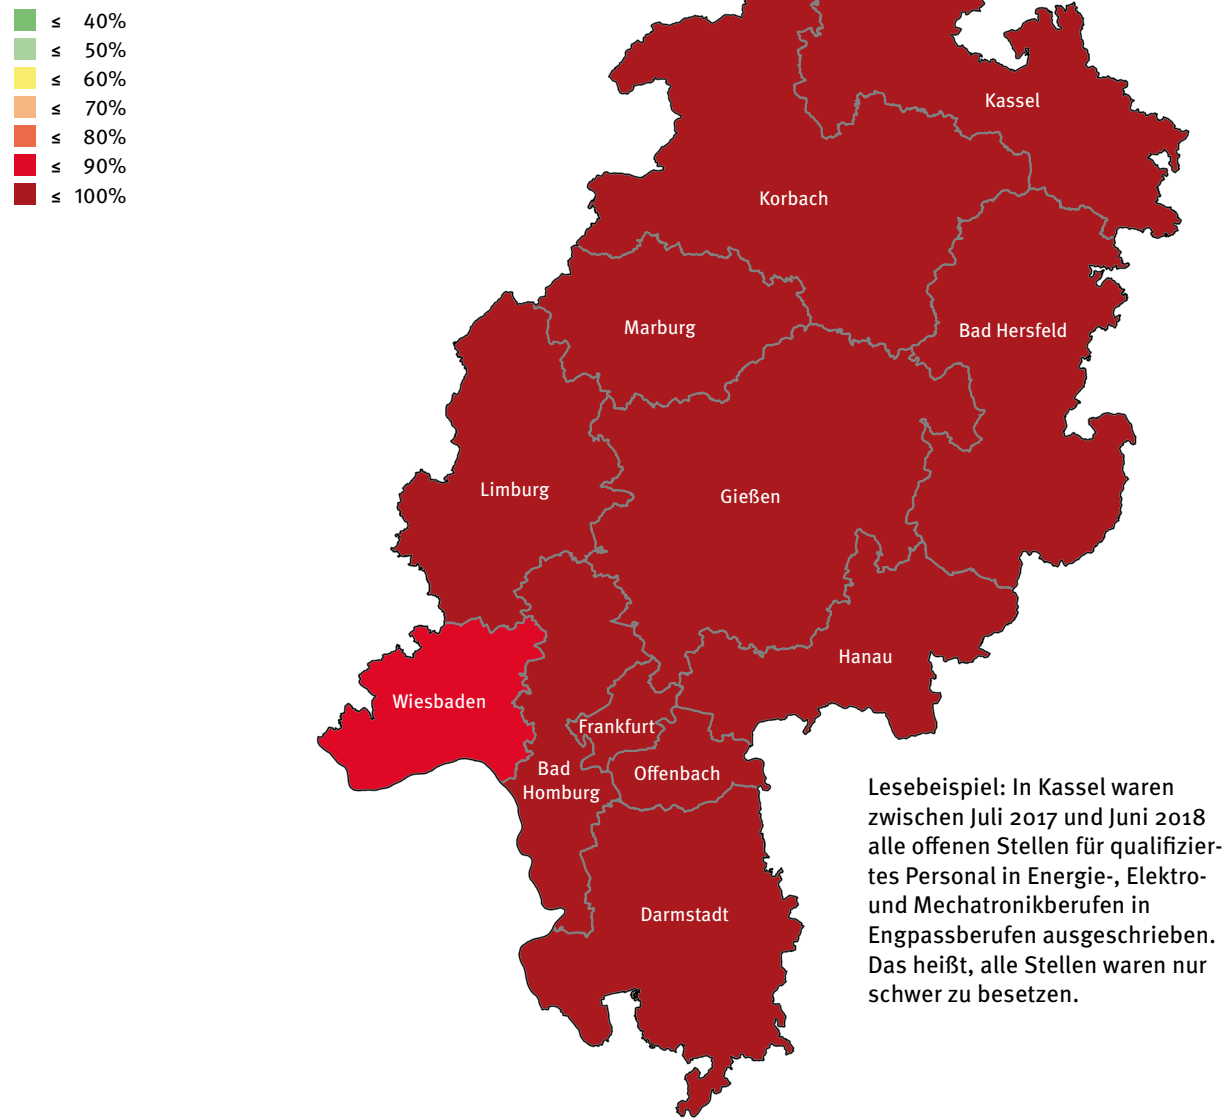 ≤ 40%
≤ 50%
≤ 60%
≤ 70%
≤ 80%
≤ 90%
≤ 100%
Kassel
Korbach
Marburg
Bad Hersfeld
Limburg
Gießen
Hanau
Wiesbaden
Frankfurt
Bad
Homburg
Offenbach
Darmstadt
Lesebeispiel: In Kassel waren
zwischen Juli 2017 und Juni 2018
alle offenen Stellen für qualifizier-
tes Personal in Energie-, Elektro-
und Mechatronikberufen in
Engpassberufen ausgeschrieben.
Das heißt, alle Stellen waren nur
schwer zu besetzen.